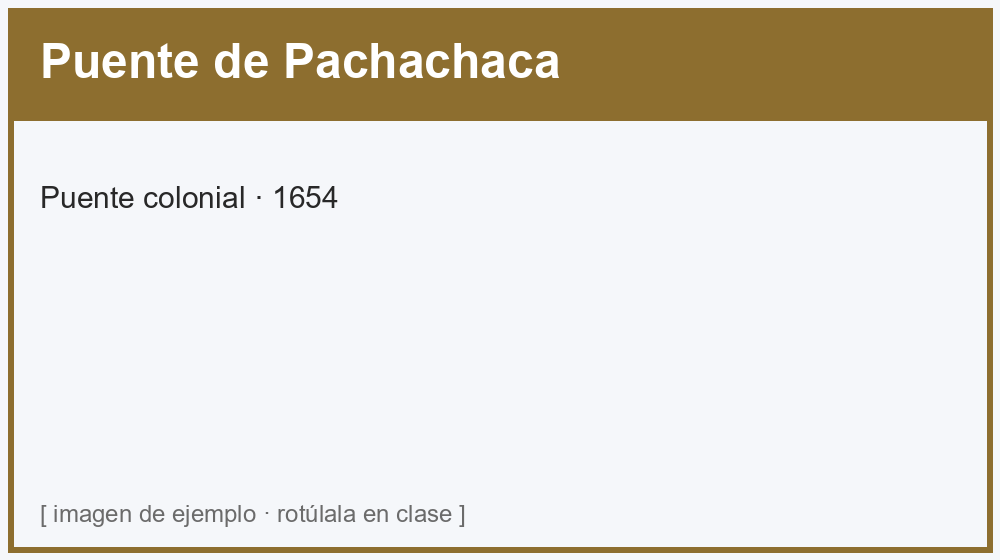 Puente de Pachachaca
Puente colonial · 1654
[ imagen de ejemplo · rotúlala en clase ]